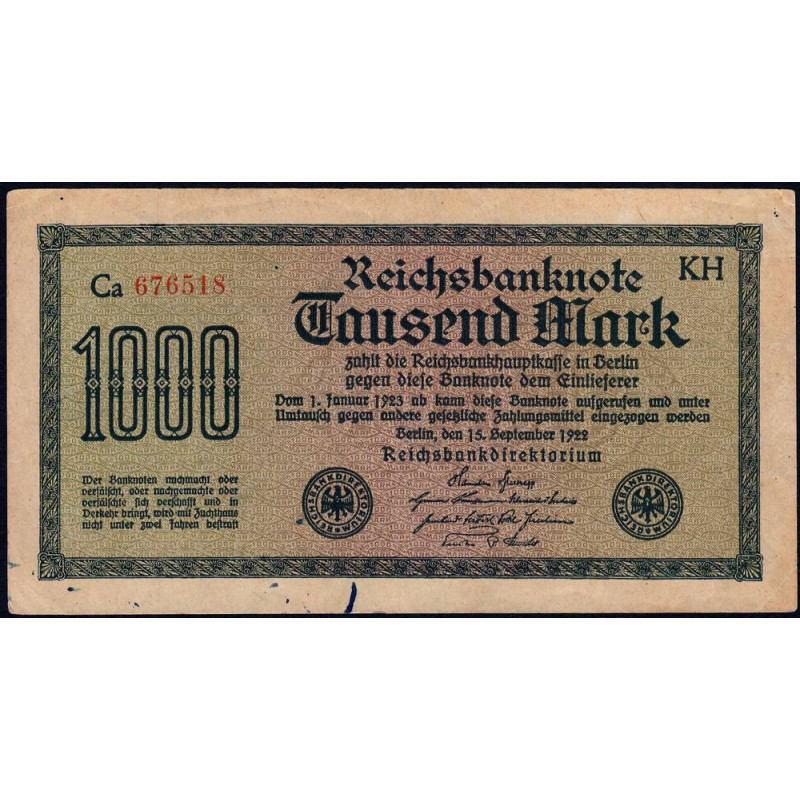 Ca 676518
KH
Reichsbanknote
Tausend Mark
zahlt die Reichsbankhauptkasse in Berlin
gegen diese Banknote dem Einlieferer
Vom 1. Januar 1923 ab kann diese Banknote aufgerufen und unter
Umtausch gegen andere gesetzliche Zahlungsmittel eingezogen werden
Berlin, den 15. September 1922
Reichsbankdirektorium
1000
Wer Banknoten nachmacht oder
verfälscht, oder nachgemachte oder
verfälschte sich verschafft und in
Verkehr bringt, wird mit Zuchthaus
nicht unter zwei Jahren bestraft
REICHSBANKDIREKTORIUM
REICHSBANKDIREKTORIUM